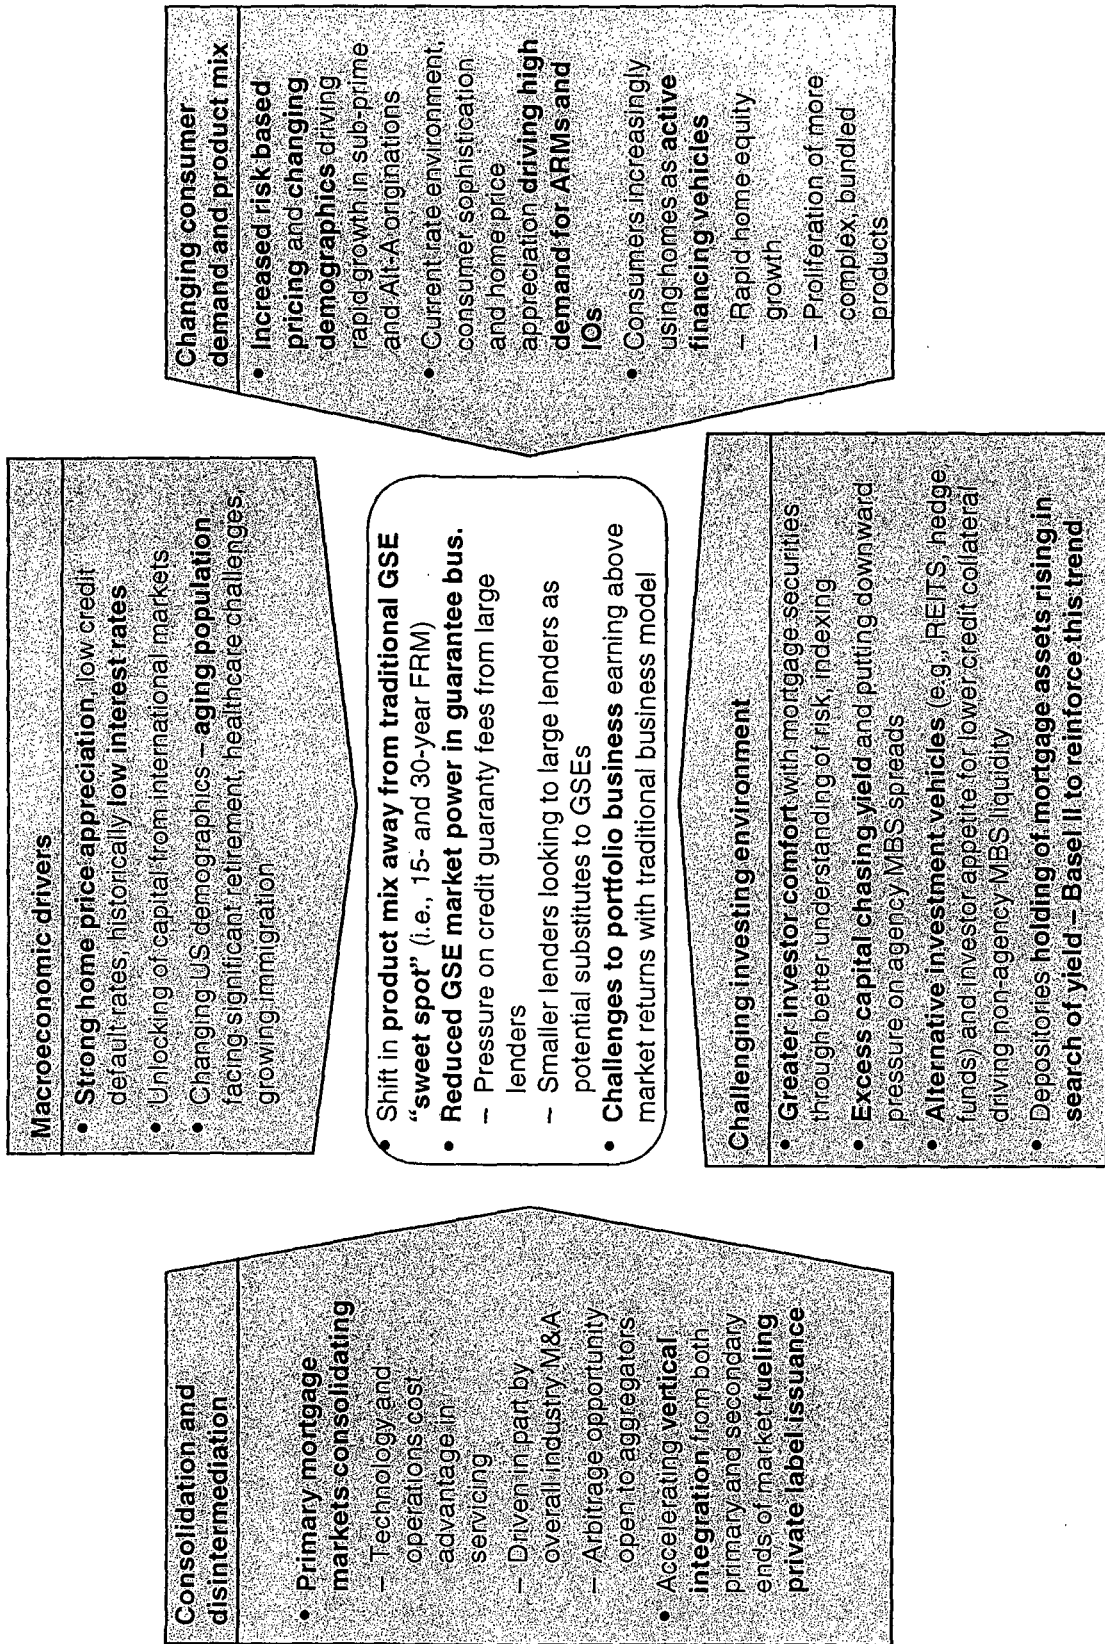 Macroeconomic drivers
• Strong home price appreciation, low credit
default rates, historically low interest rates
• Unlocking of capital from international markets
• Changing US demographics – aging population
facing significant retirement, healthcare challenges,
growing immigration
Consolidation and
disintermediation
• Primary mortgage
markets consolidating
– Technology and
operations cost
advantage in
servicing
– Driven in part by
overall industry M&A
– Arbitrage opportunity
open to aggregators
• Accelerating vertical
integration from both
primary and secondary
ends of market fueling
private label issuance
• Shift in product mix away from traditional GSE
“sweet spot” (i.e., 15- and 30-year FRM)
• Reduced GSE market power in guarantee bus.
– Pressure on credit guaranty fees from large
lenders
– Smaller lenders looking to large lenders as
potential substitutes to GSEs
• Challenges to portfolio business earning above
market returns with traditional business model
Changing consumer
demand and product mix
• Increased risk based
pricing and changing
demographics driving
rapid growth in sub-prime
and Alt-A originations
• Current rate environment,
consumer sophistication
and home price
appreciation driving high
demand for ARMs and
IOs
• Consumers increasingly
using homes as active
financing vehicles
– Rapid home equity
growth
– Proliferation of more
complex, bundled
products
Challenging investing environment
• Greater investor comfort with mortgage securities
through better understanding of risk, indexing
• Excess capital chasing yield and putting downward
pressure on agency MBS spreads
• Alternative investment vehicles (e.g., REITS, hedge
funds) and investor appetite for lower credit collateral
driving non-agency MBS liquidity
• Depositories holding of mortgage assets rising in
search of yield – Basel II to reinforce this trend